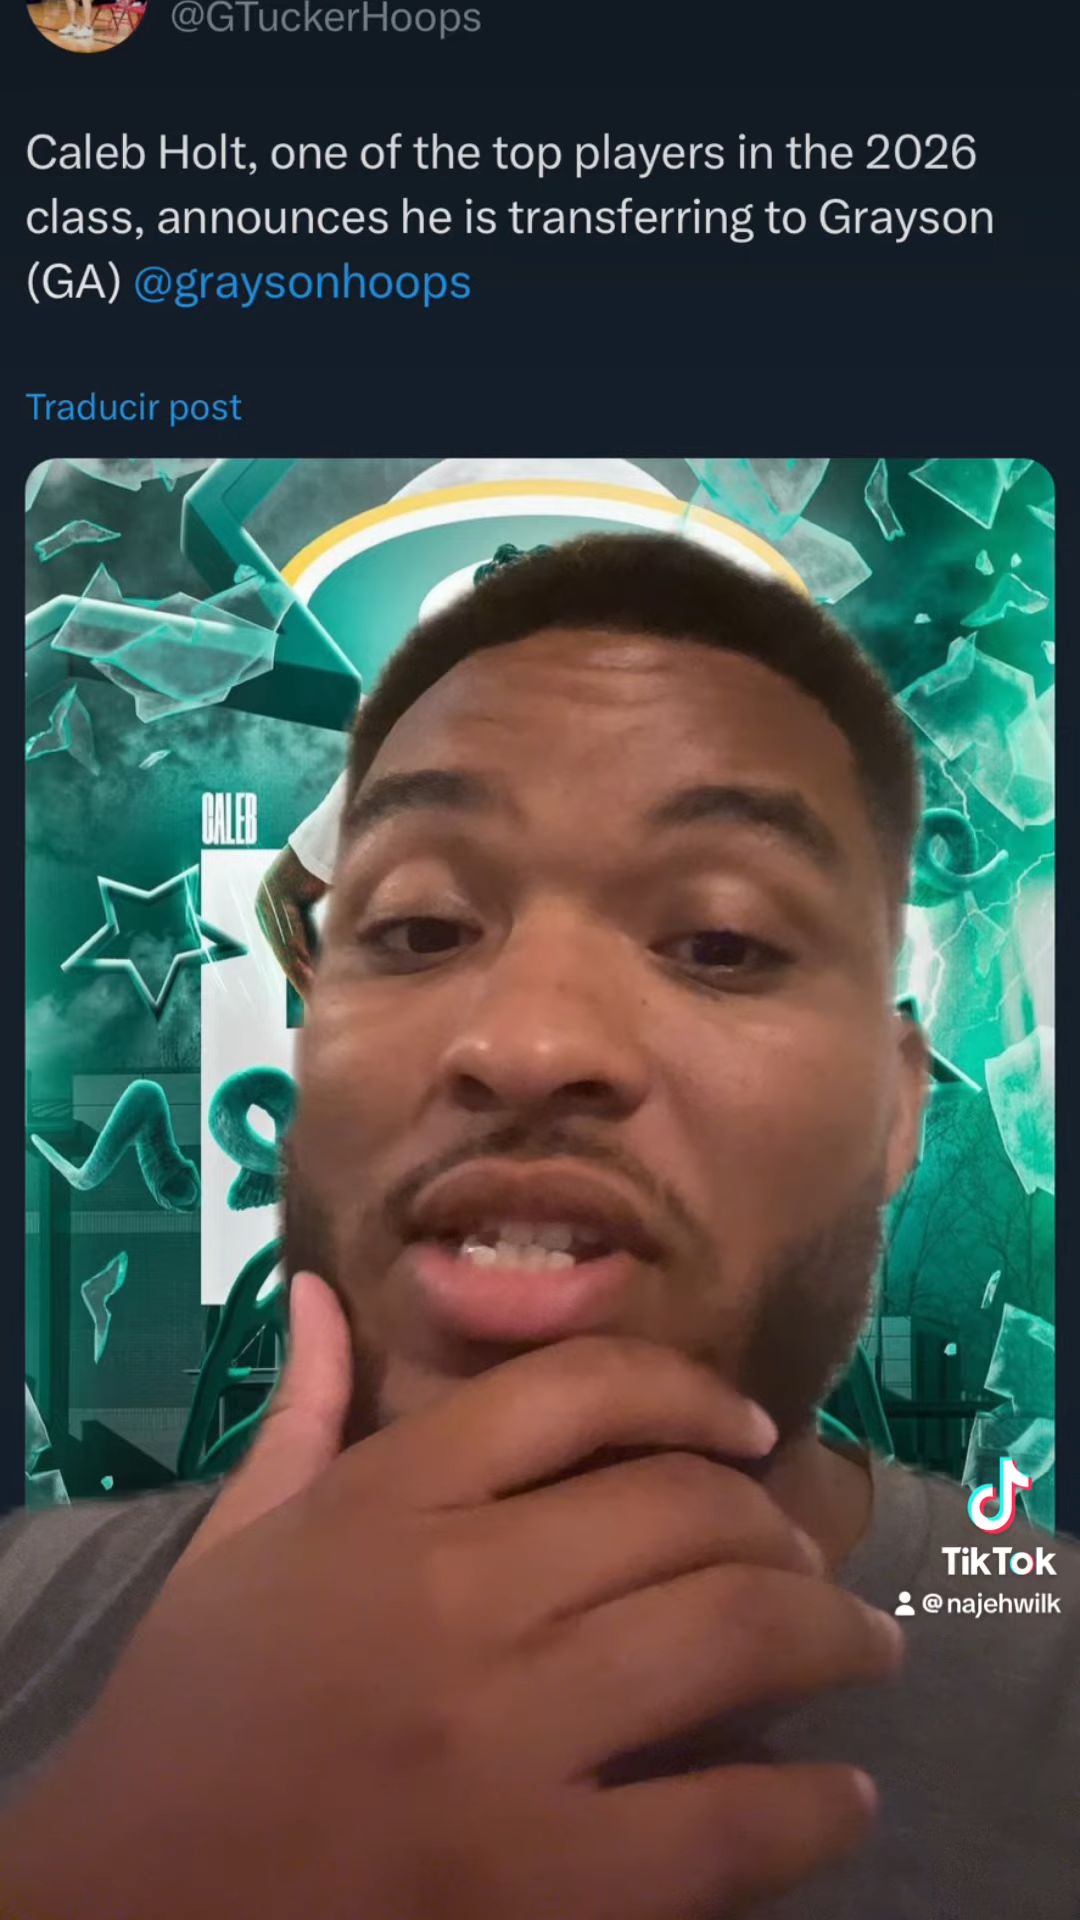 @GTuckerHoops
Caleb Holt, one of the top players in the 2026
class, announces he is transferring to Grayson
(GA) @graysonhoops
Traducir post
CALEB
TikTok
@najehwilk